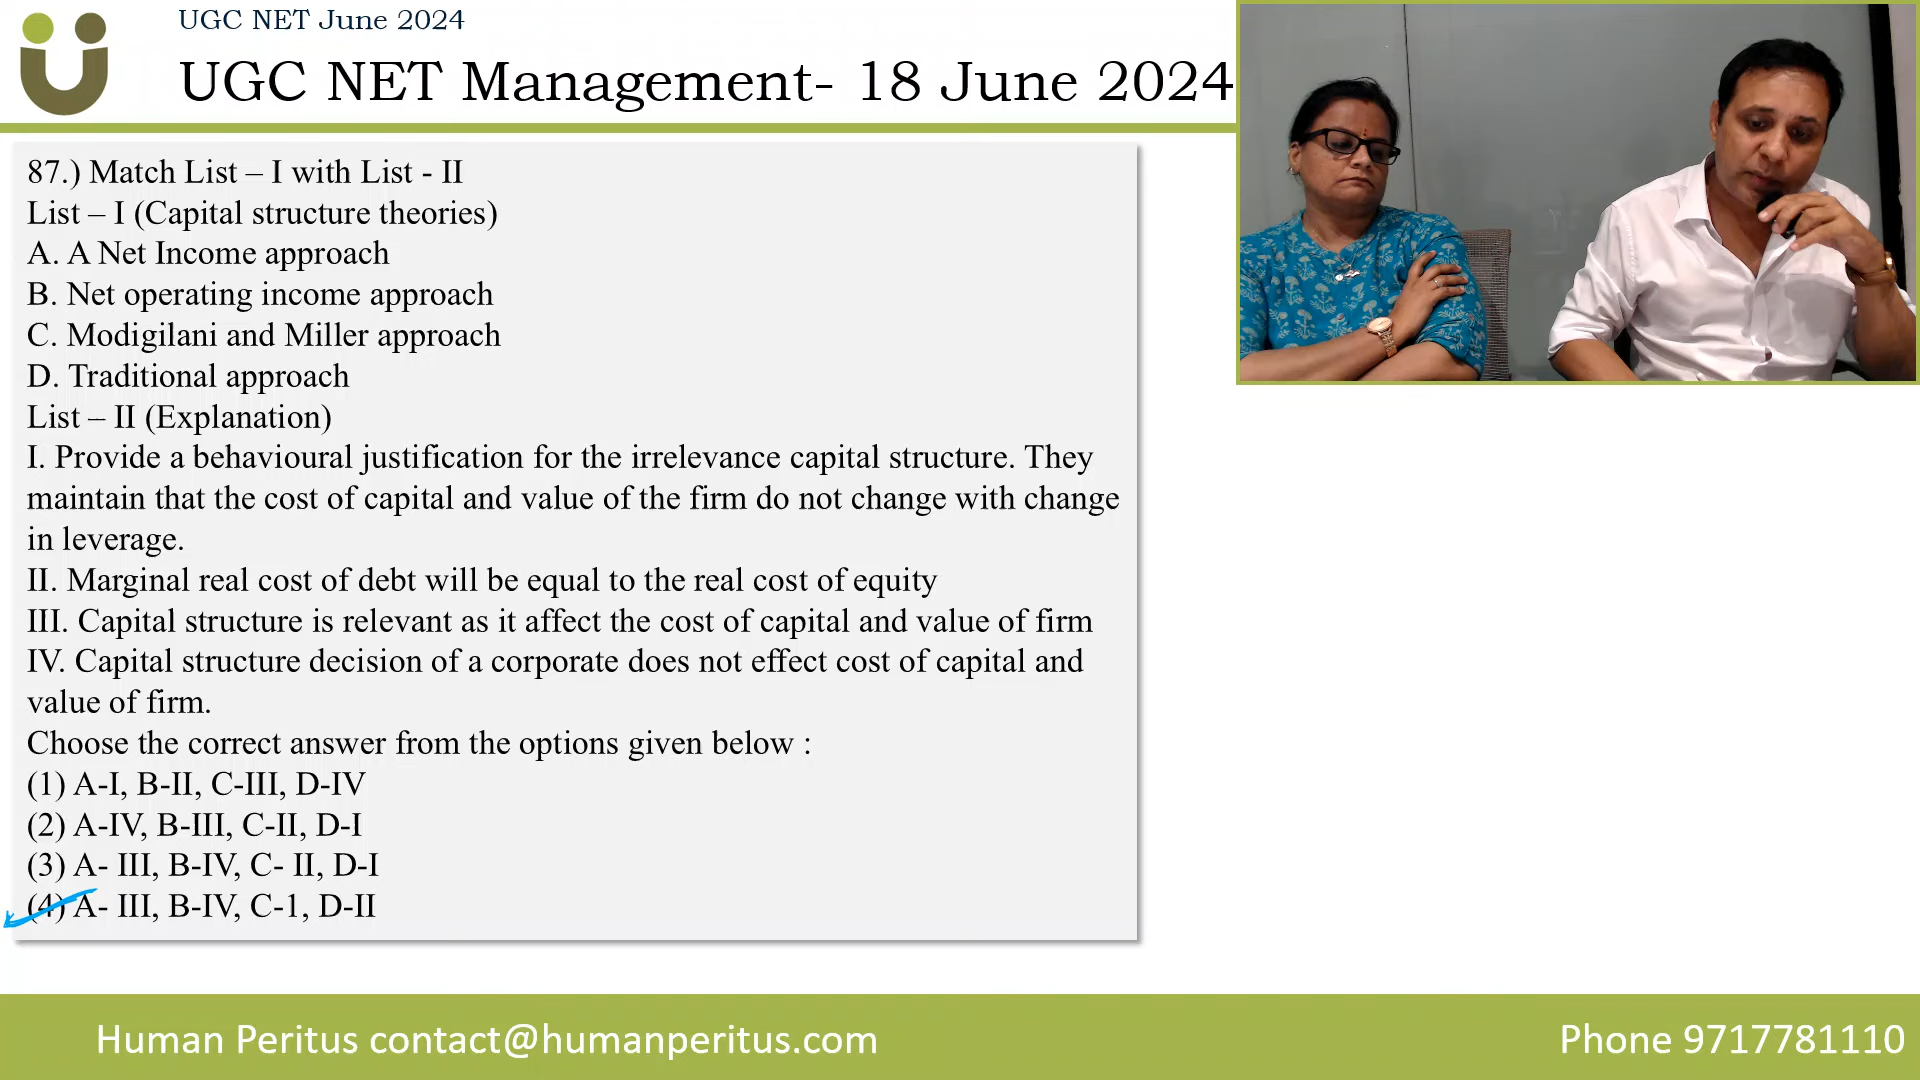 UGC NET June 2024
UGC NET Management- 18 June 2024
87.) Match List – I with List - II
List – I (Capital structure theories)
A. A Net Income approach
B. Net operating income approach
C. Modigilani and Miller approach
D. Traditional approach
List – II (Explanation)
I. Provide a behavioural justification for the irrelevance capital structure. They
maintain that the cost of capital and value of the firm do not change with change
in leverage.
II. Marginal real cost of debt will be equal to the real cost of equity
III. Capital structure is relevant as it affect the cost of capital and value of firm
IV. Capital structure decision of a corporate does not effect cost of capital and
value of firm.
Choose the correct answer from the options given below :
(1) A-I, B-II, C-III, D-IV
(2) A-IV, B-III, C-II, D-I
(3) A- III, B-IV, C- II, D-I
(4) A- III, B-IV, C-1, D-II
Human Peritus contact@humanperitus.com
Phone 9717781110